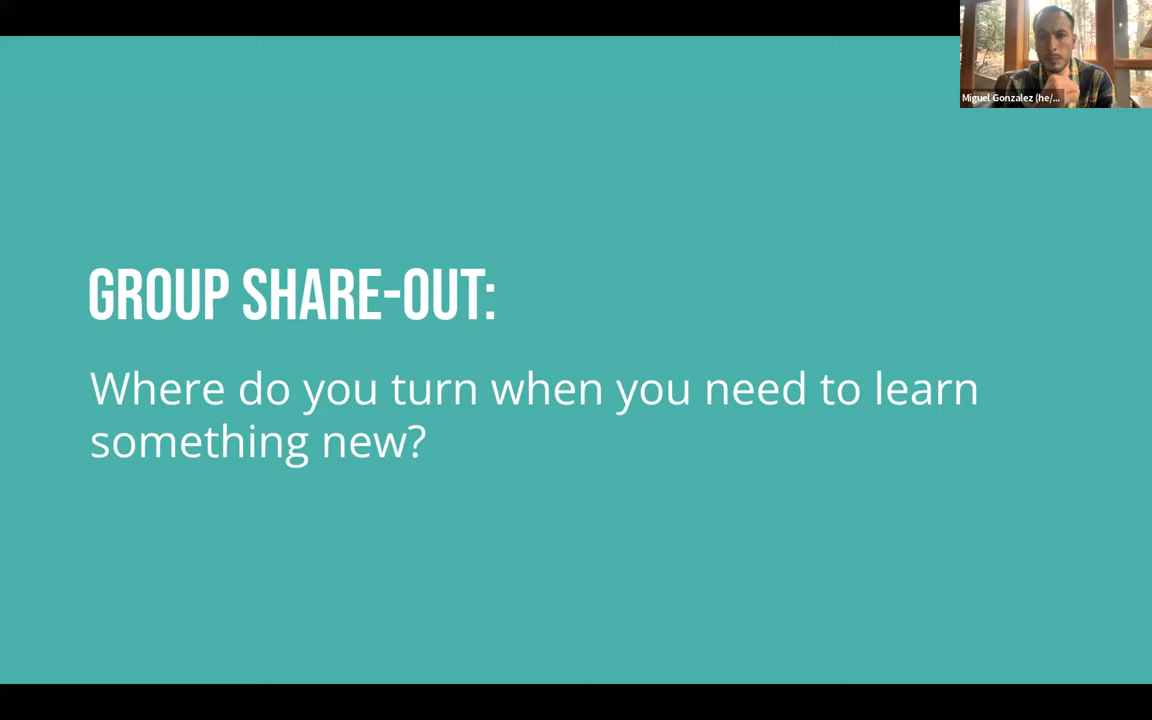 Miguel Gonzalez (he/...
GROUP SHARE-OUT:
Where do you turn when you need to learn
something new?